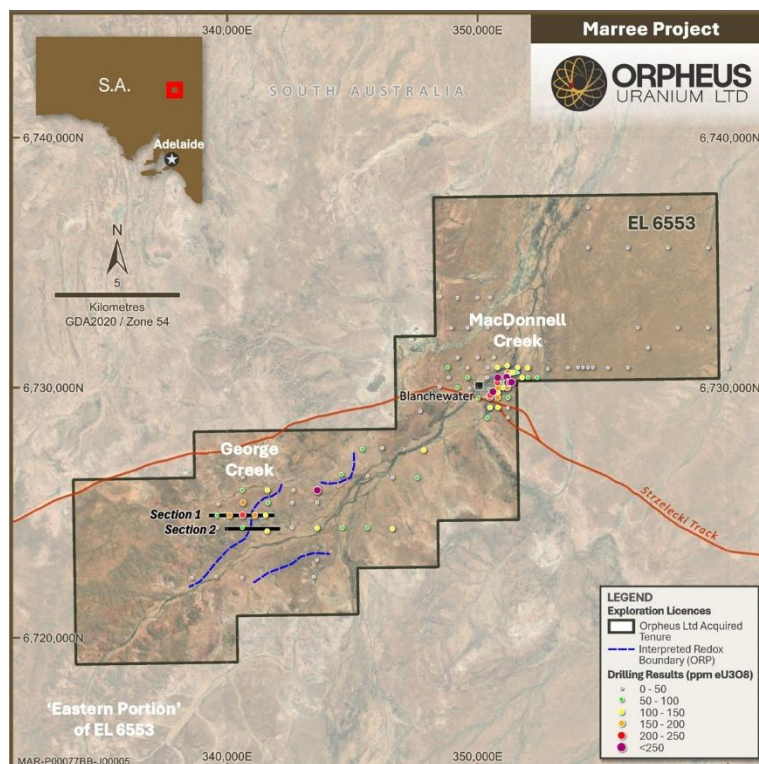 340,000E
350,000E
Marree Project
ORPHEUS
URANIUM LTD
S.A.
Adelaide
SOUTH AUSTRALIA
6,740,000N
6,740,000N
N
5
Kilometres
GDA2020 / Zone 54
EL 6553
MacDonnell
Creek
Blanchewater
6,730,000N
6,730,000N
George
Creek
Section 1
Section 2
Strzelecki Track
6,720,000N
'Eastern Portion'
of EL 6553
LEGEND
Exploration Licences
Orpheus Ltd Acquired
Tenure
Interpreted Redox
Boundary (ORP)
Drilling Results (ppm eU3O8)
0 - 50
50 - 100
100 - 150
150 - 200
200 - 250
<250
MAR-P00077BB-J00005
340,000E
350,000E